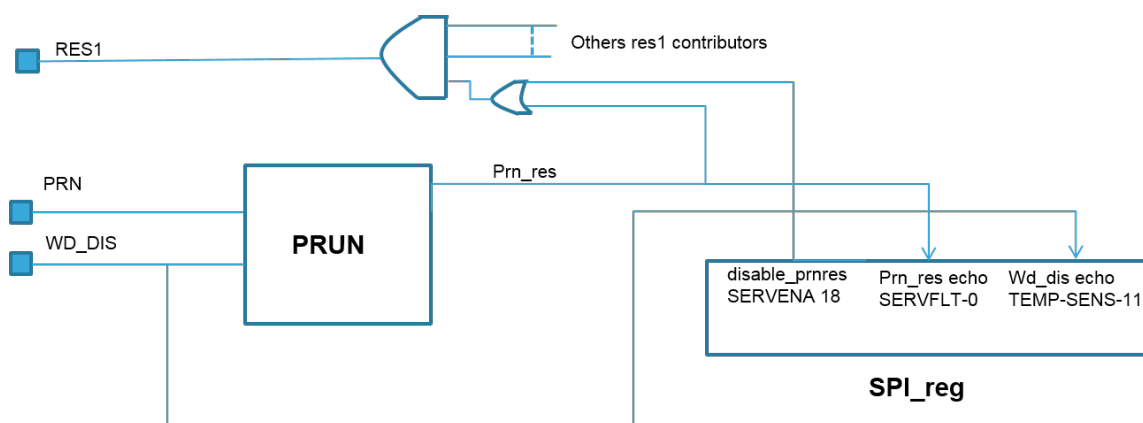 RES1
Others res1 contributors
PRN
WD_DIS
PRUN
Prn_res
disable_prnres
SERVENA 18
Prn_res echo
SERVFLT-0
Wd_dis echo
TEMP-SENS-11
SPI_reg